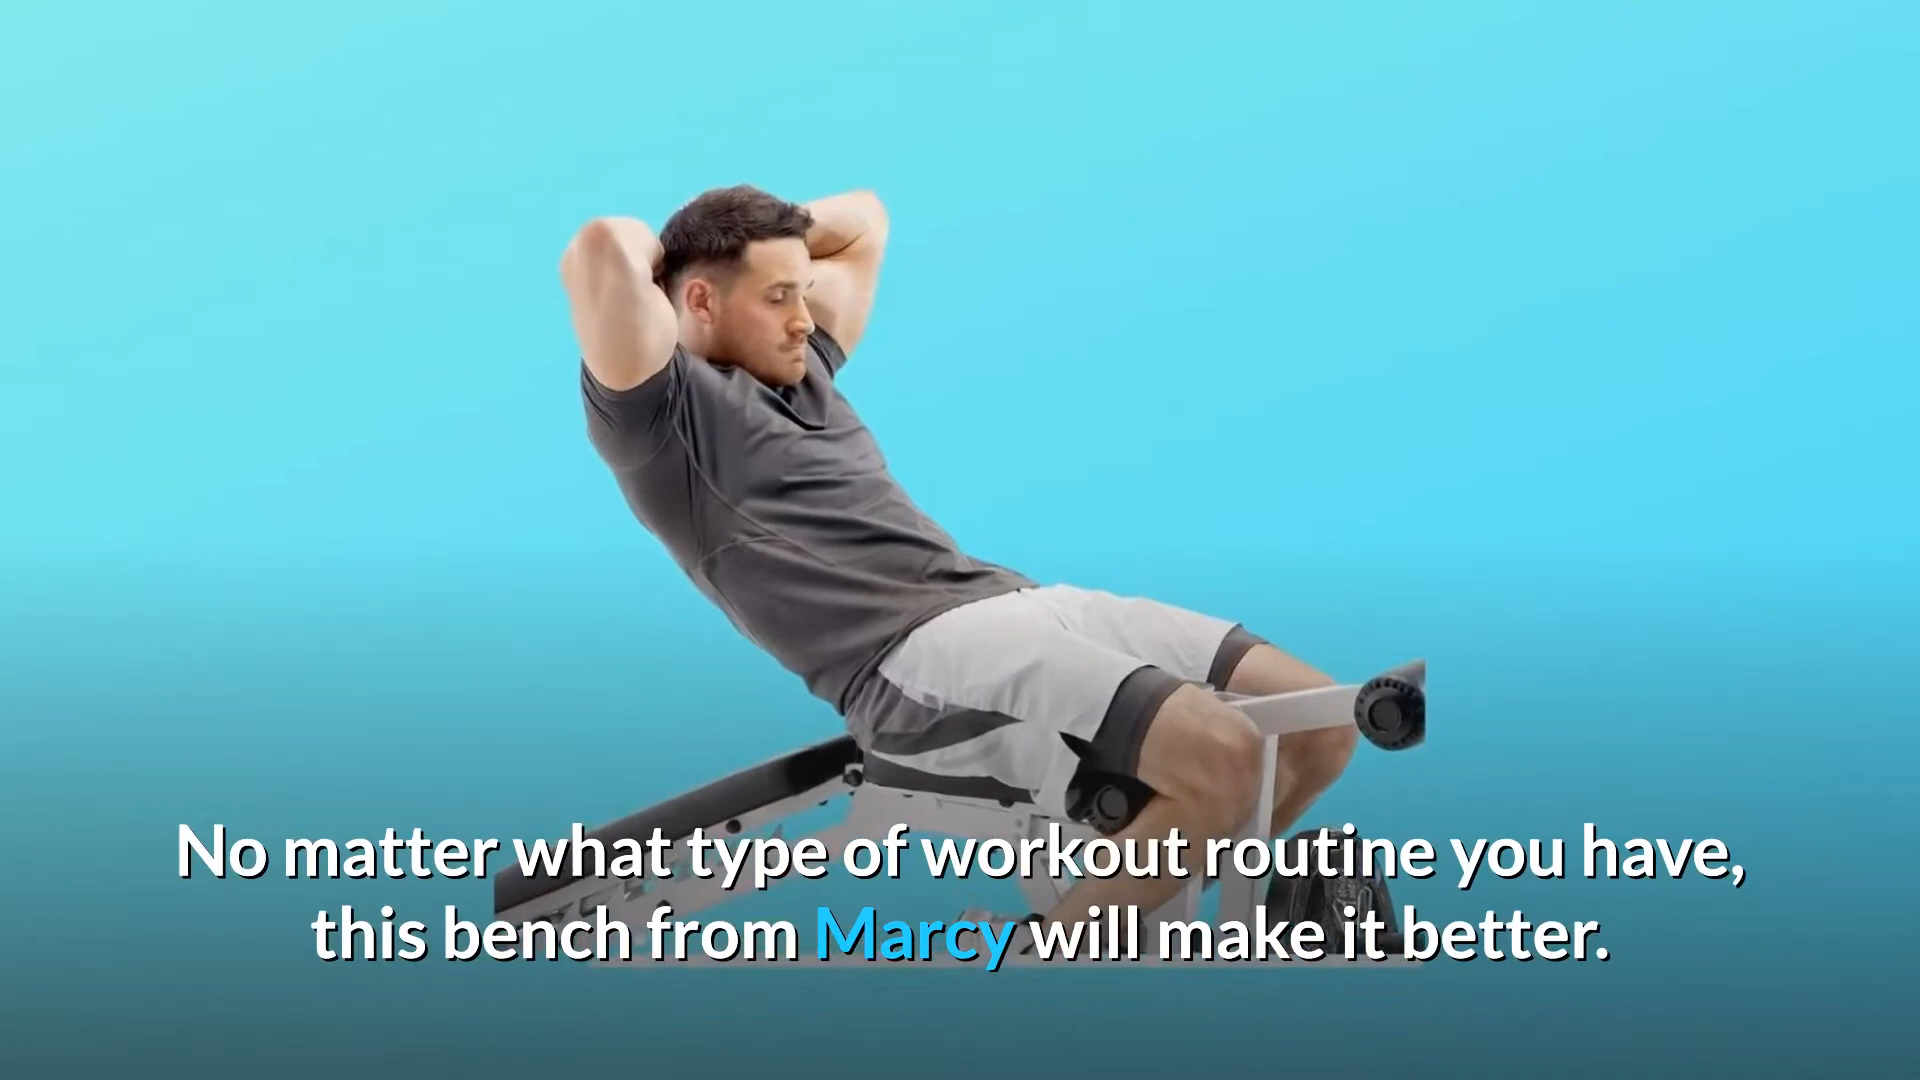 No matter what type of workout routine you have,
this bench from Marcy will make it better.